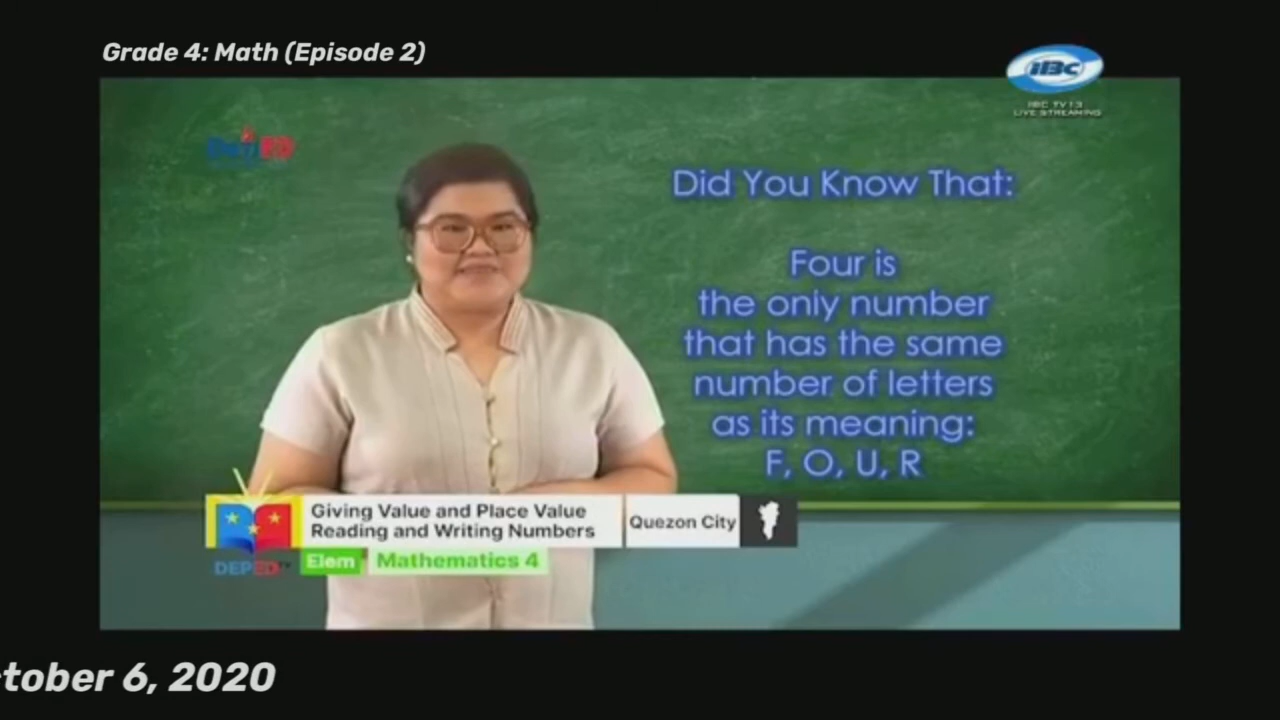 Grade 4: Math (Episode 2)
iBC
IBC TV13
LIVE STREAMING
DepED
Did You Know That:
Four is
the only number
that has the same
number of letters
as its meaning:
F, O, U, R
Giving Value and Place Value
Reading and Writing Numbers
Quezon City
DEPED TV
Elem
Mathematics 4
tober 6, 2020